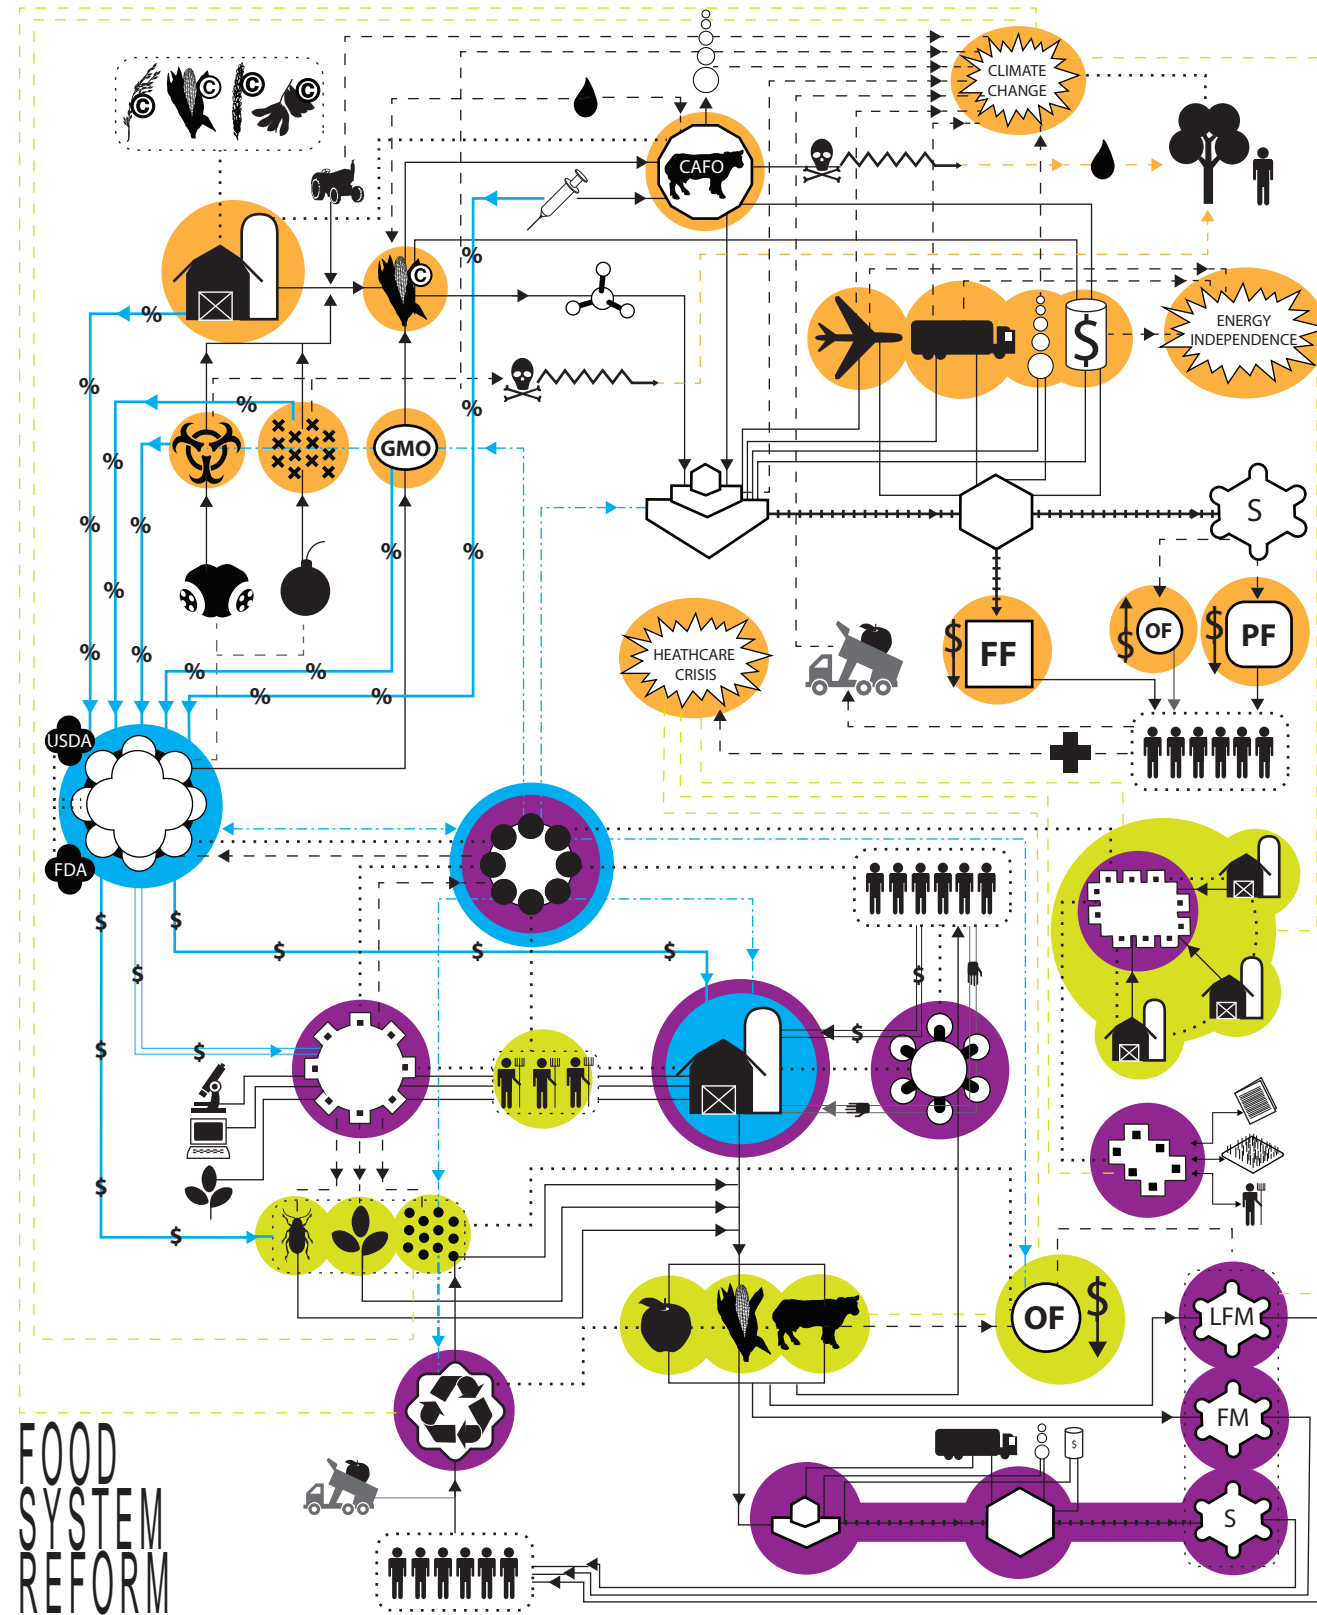 CLIMATE
CHANGE
©
©
©
©
CAFO
©
%
%
%
%
%
$
ENERGY
INDEPENDENCE
GMO
%
%
%
%
%
%
S
%
%
%
%
%
%
HEATHCARE
CRISIS
$
FF
$
OF
$
PF
USDA
FDA
$
$
$
$
$
$
$
$
$
$
$
$
$
OF
$
LFM
FM
$
S
FOOD
SYSTEM
REFORM